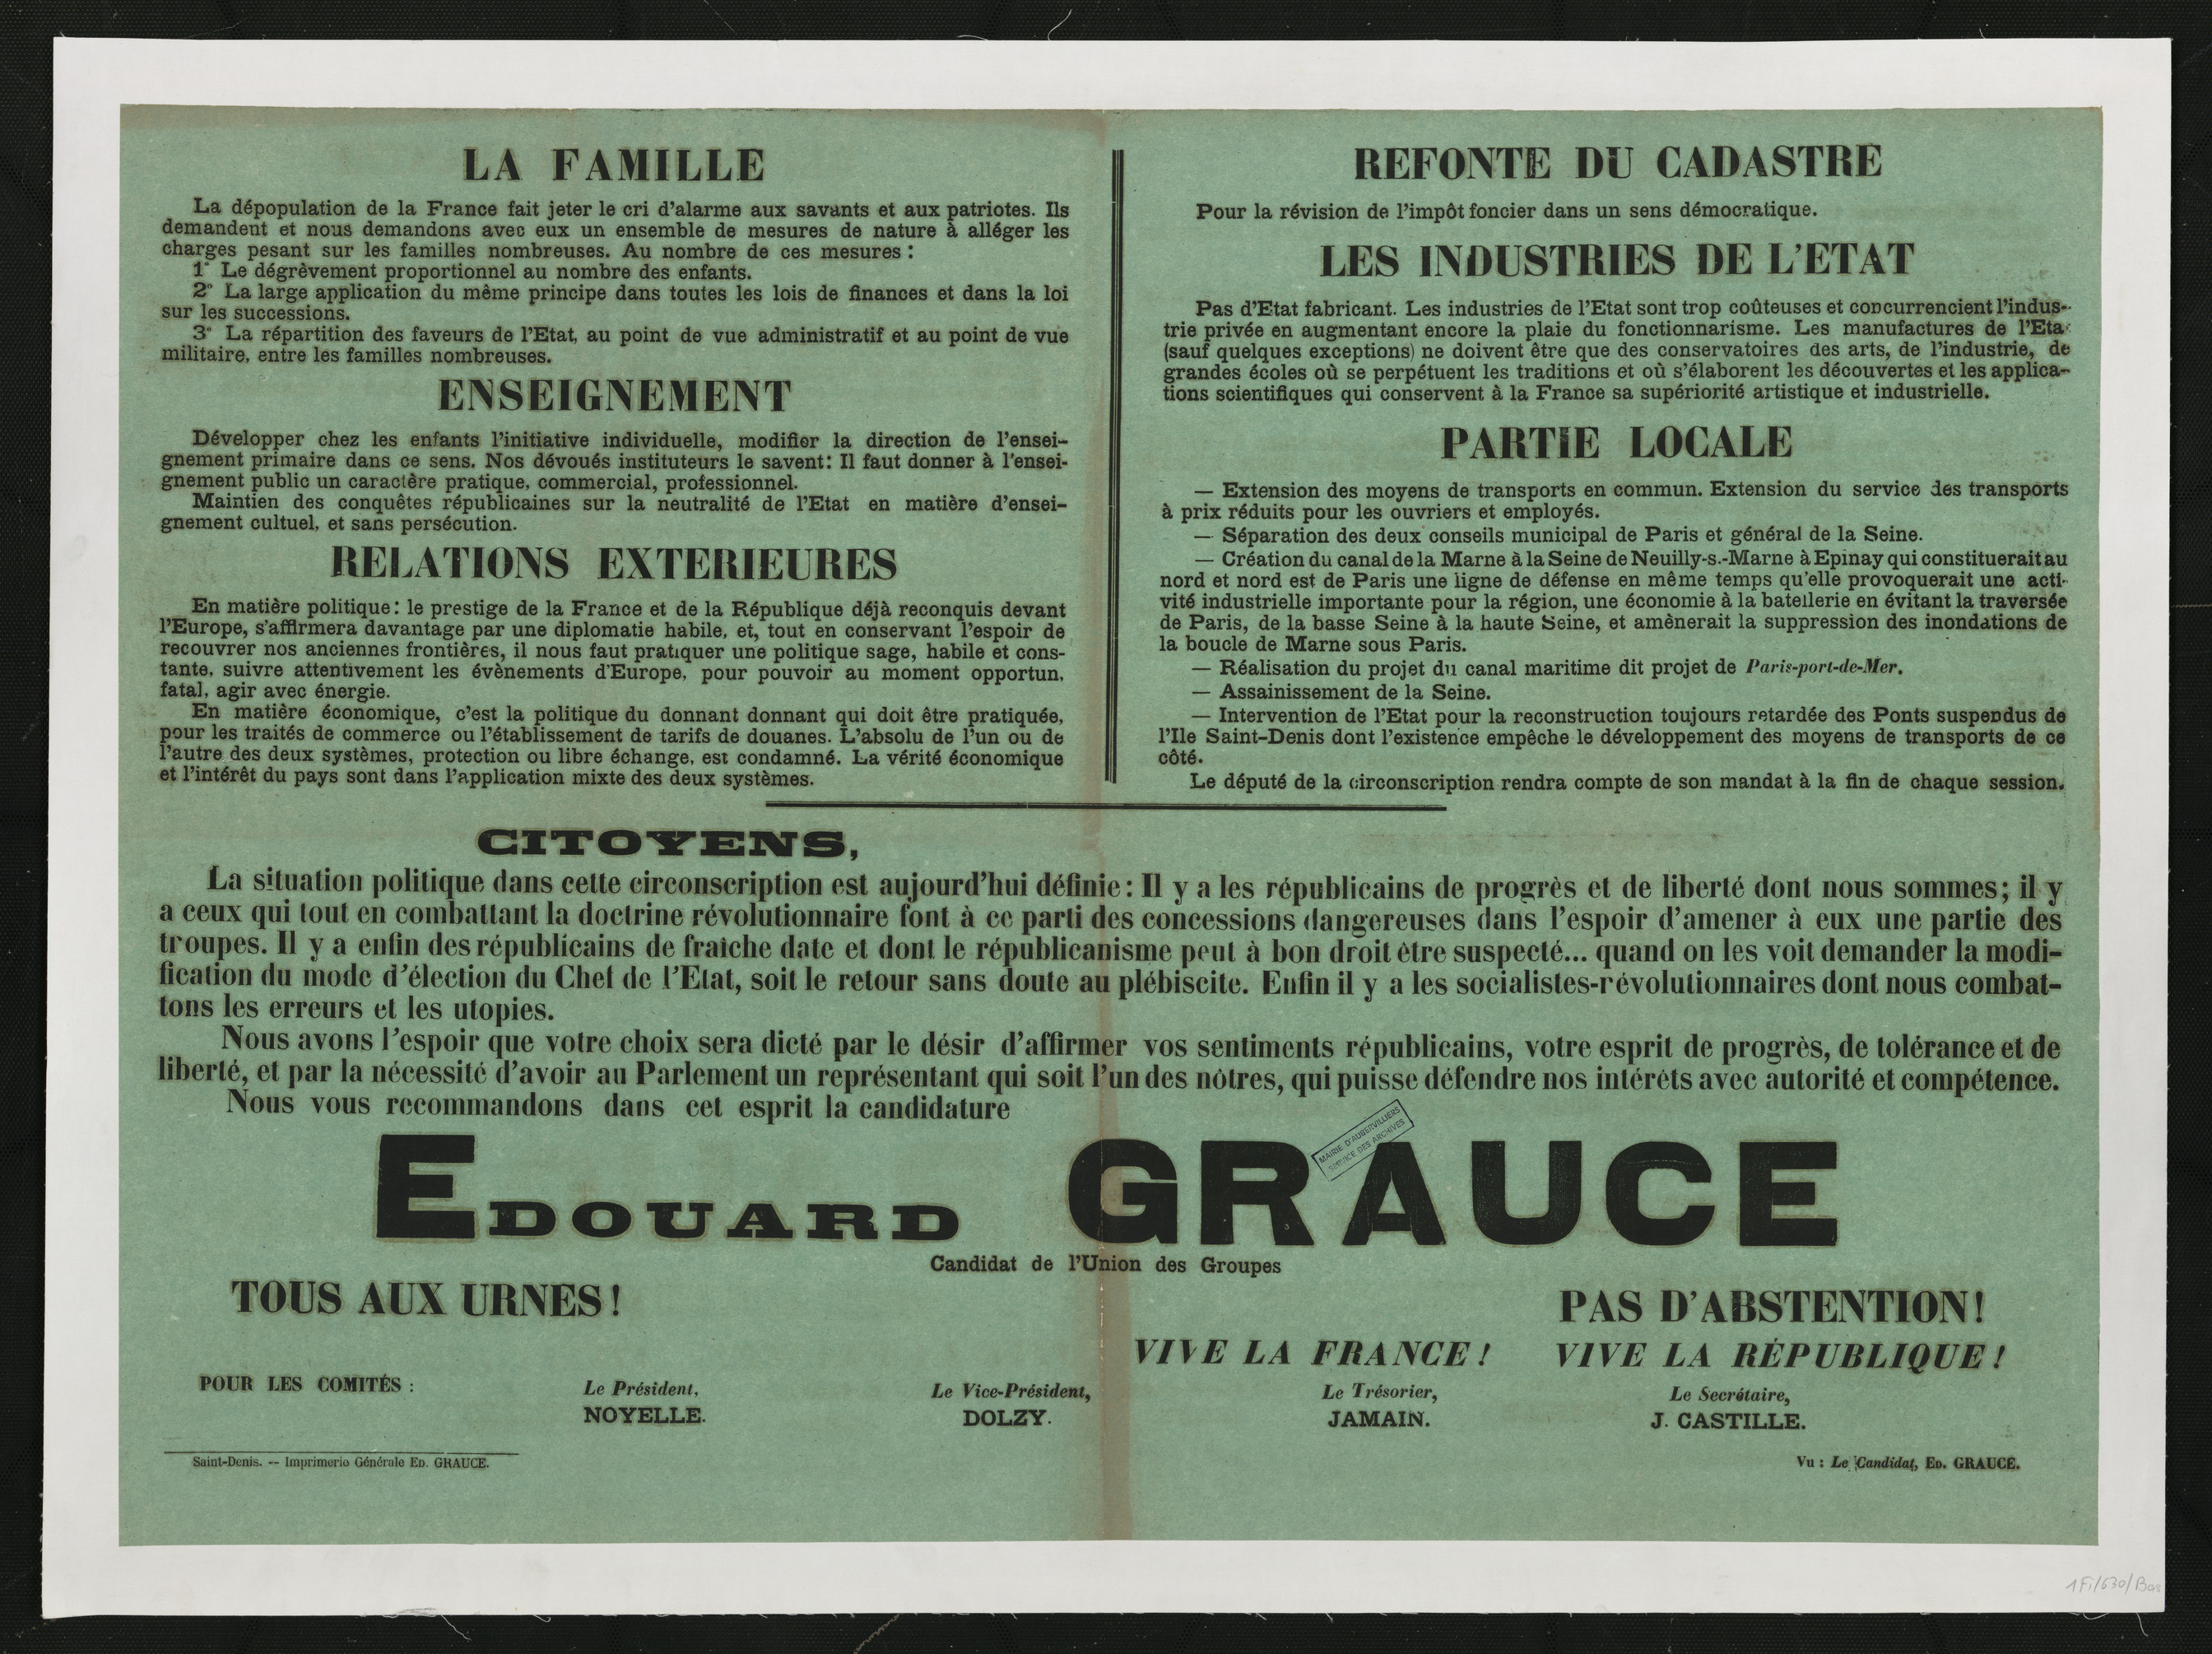 LA FAMILLE
La dépopulation de la France fait jeter le cri d'alarme aux savants et aux patriotes. Ils
demandent et nous demandons avec eux un ensemble de mesures de nature à alléger les
charges pesant sur les familles nombreuses. Au nombre de ces mesures :
1° Le dégrèvement proportionnel au nombre des enfants.
2° La large application du même principe dans toutes les lois de finances et dans la loi
sur les successions.
3° La répartition des faveurs de l'Etat, au point de vue administratif et au point de vue
militaire, entre les familles nombreuses.
ENSEIGNEMENT
Développer chez les enfants l'initiative individuelle, modifier la direction de l'ensei-
gnement primaire dans ce sens. Nos dévoués instituteurs le savent : Il faut donner à l'ensei-
gnement public un caractère pratique, commercial, professionnel.
Maintien des conquêtes républicaines sur la neutralité de l'Etat en matière d'ensei-
gnement cultuel, et sans persécution.
RELATIONS EXTERIEURES
En matière politique : le prestige de la France et de la République déjà reconquis devant
l'Europe, s'affirmera davantage par une diplomatie habile, et, tout en conservant l'espoir de
recouvrer nos anciennes frontières, il nous faut pratiquer une politique sage, habile et cons-
tante, suivre attentivement les évènements d'Europe, pour pouvoir au moment opportun,
fatal, agir avec énergie.
En matière économique, c'est la politique du donnant donnant qui doit être pratiquée,
pour les traités de commerce ou l'établissement de tarifs de douanes. L'absolu de l'un ou de
l'autre des deux systèmes, protection ou libre échange, est condamné. La vérité économique
et l'intérêt du pays sont dans l'application mixte des deux systèmes.
REFONTE DU CADASTRE
Pour la révision de l'impôt foncier dans un sens démocratique.
LES INDUSTRIES DE L'ETAT
Pas d'Etat fabricant. Les industries de l'Etat sont trop coûteuses et concurrencient l'indus-
trie privée en augmentant encore la plaie du fonctionnarisme. Les manufactures de l'Eta
(sauf quelques exceptions) ne doivent être que des conservatoires des arts, de l'industrie, de
grandes écoles où se perpétuent les traditions et où s'élaborent les découvertes et les applica-
tions scientifiques qui conservent à la France sa supériorité artistique et industrielle.
PARTIE LOCALE
— Extension des moyens de transports en commun. Extension du service des transports
à prix réduits pour les ouvriers et employés.
— Séparation des deux conseils municipal de Paris et général de la Seine.
— Création du canal de la Marne à la Seine de Neuilly-s.-Marne à Epinay qui constituerait au
nord et nord est de Paris une ligne de défense en même temps qu'elle provoquerait une acti-
vité industrielle importante pour la région, une économie à la batellerie en évitant la traversée
de Paris, de la basse Seine à la haute Seine, et amènerait la suppression des inondations de
la boucle de Marne sous Paris.
— Réalisation du projet du canal maritime dit projet de Paris-port-de-Mer.
— Assainissement de la Seine.
— Intervention de l'Etat pour la reconstruction toujours retardée des Ponts suspendus de
l'Ile Saint-Denis dont l'existence empêche le développement des moyens de transports de ce
côté.
Le député de la circonscription rendra compte de son mandat à la fin de chaque session.
CITOYENS,
La situation politique dans cette circonscription est aujourd'hui définie : Il y a les républicains de progrès et de liberté dont nous sommes ; il y
a ceux qui tout en combattant la doctrine révolutionnaire font à ce parti des concessions dangereuses dans l'espoir d'amener à eux une partie des
troupes. Il y a enfin des républicains de fraîche date et dont le républicanisme peut à bon droit être suspecté... quand on les voit demander la modi-
fication du mode d'élection du Chef de l'Etat, soit le retour sans doute au plébiscite. Enfin il y a les socialistes-révolutionnaires dont nous combat-
tons les erreurs et les utopies.
Nous avons l'espoir que votre choix sera dicté par le désir d'affirmer vos sentiments républicains, votre esprit de progrès, de tolérance et de
liberté, et par la nécessité d'avoir au Parlement un représentant qui soit l'un des nôtres, qui puisse défendre nos intérêts avec autorité et compétence.
Nous vous recommandons dans cet esprit la candidature
EDOUARD GRAUCE
MAIRIE D'AUBERVILLIERS
SERVICE DES ARCHIVES
Candidat de l'Union des Groupes
TOUS AUX URNES !
PAS D'ABSTENTION !
VIVE LA FRANCE ! VIVE LA RÉPUBLIQUE !
POUR LES COMITÉS :
Le Président,
NOYELLE.
Le Vice-Président,
DOLZY.
Le Trésorier,
JAMAIN.
Le Secrétaire,
J. CASTILLE.
Saint-Denis. -- Imprimerie Générale ED. GRAUCE.
Vu : Le Candidat, ED. GRAUCE.
1Fi/630/Bas